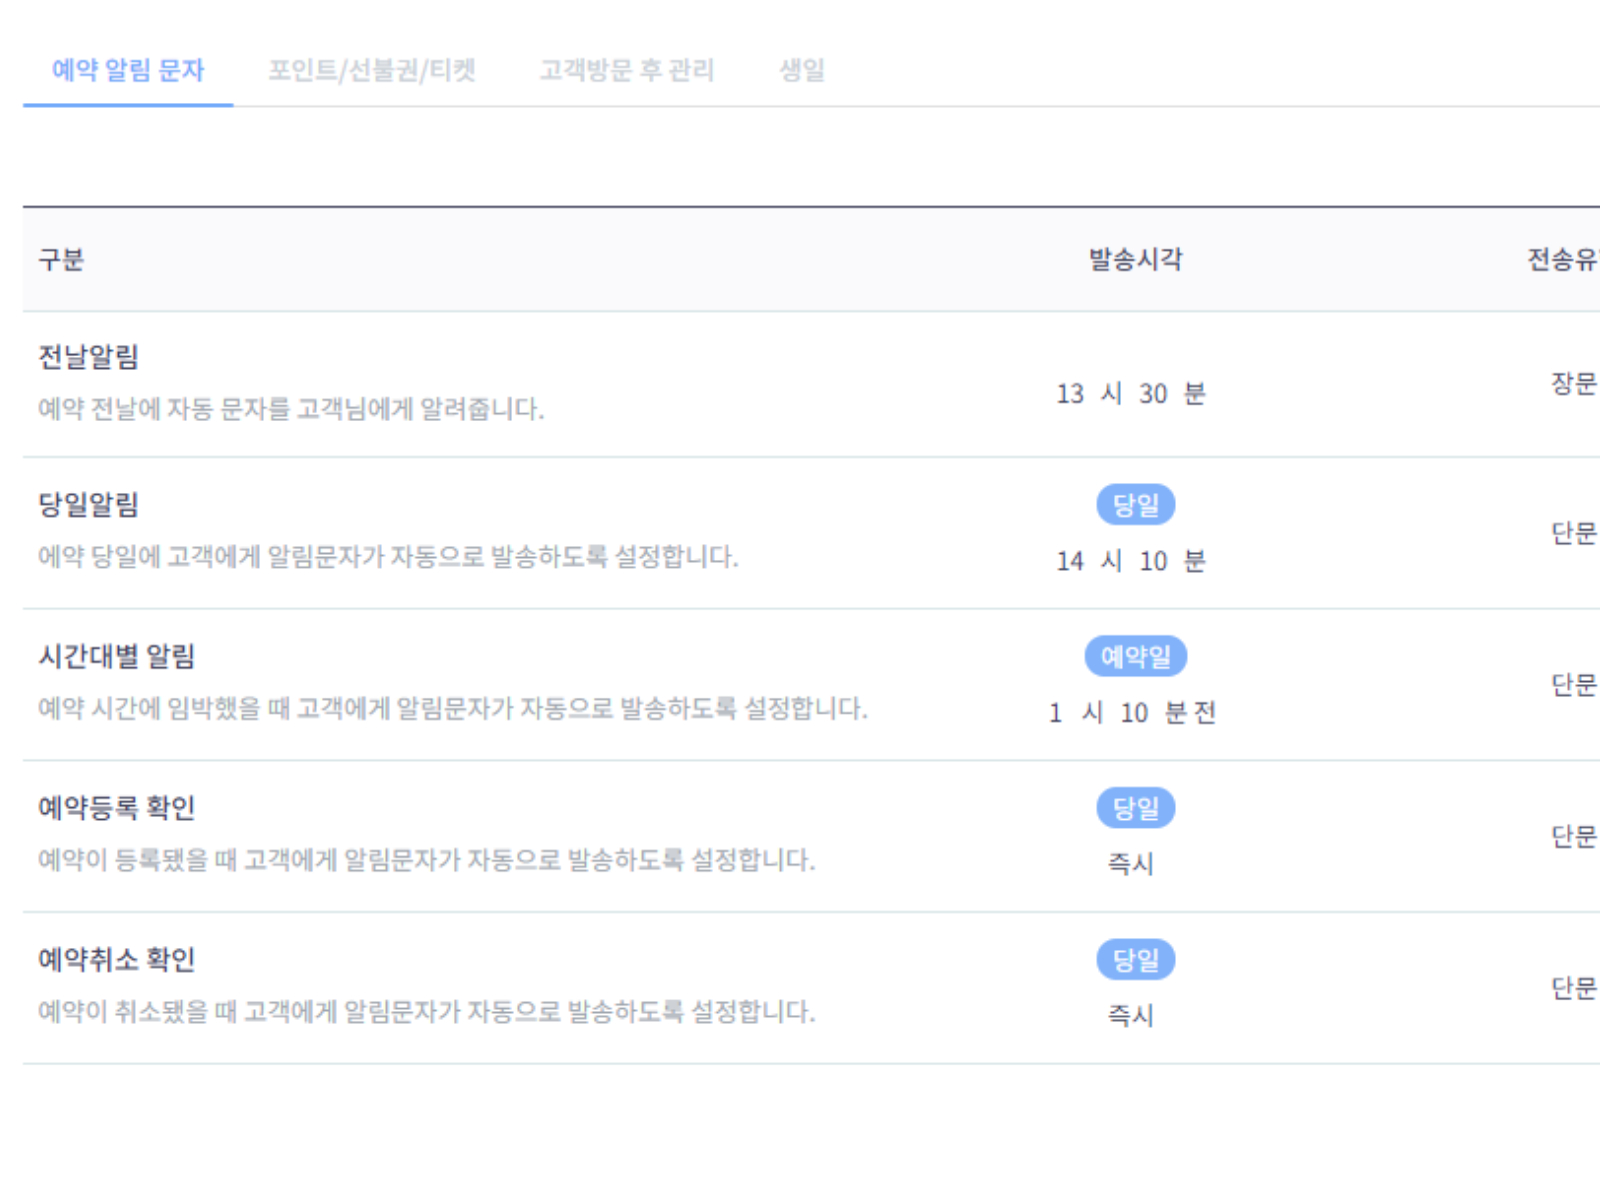 예약 알림 문자 포인트/선불권/티켓 고객방문 후 관리 생일
구분 발송시각 전송유
전날알림
예약 전날에 자동 문자를 고객님에게 알려줍니다.
13 시 30 분
장문
당일알림
에약 당일에 고객에게 알림문자가 자동으로 발송하도록 설정합니다.
당일
14 시 10 분
단문
시간대별 알림
예약 시간에 임박했을 때 고객에게 알림문자가 자동으로 발송하도록 설정합니다.
예약일
1 시 10 분전
단문
예약등록 확인
예약이 등록됐을 때 고객에게 알림문자가 자동으로 발송하도록 설정합니다.
당일
즉시
단문
예약취소 확인
예약이 취소됐을 때 고객에게 알림문자가 자동으로 발송하도록 설정합니다.
당일
즉시
단문